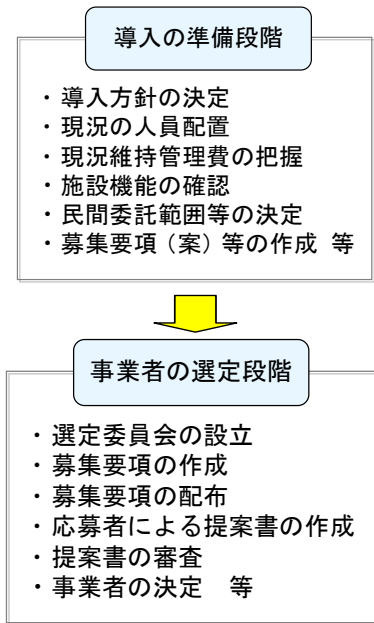 導入の準備段階
・導入方針の決定
・現況の人員配置
・現況維持管理費の把握
・施設機能の確認
・民間委託範囲等の決定
・募集要項（案）等の作成 等
事業者の選定段階
・選定委員会の設立
・募集要項の作成
・募集要項の配布
・応募者による提案書の作成
・提案書の審査
・事業者の決定　等